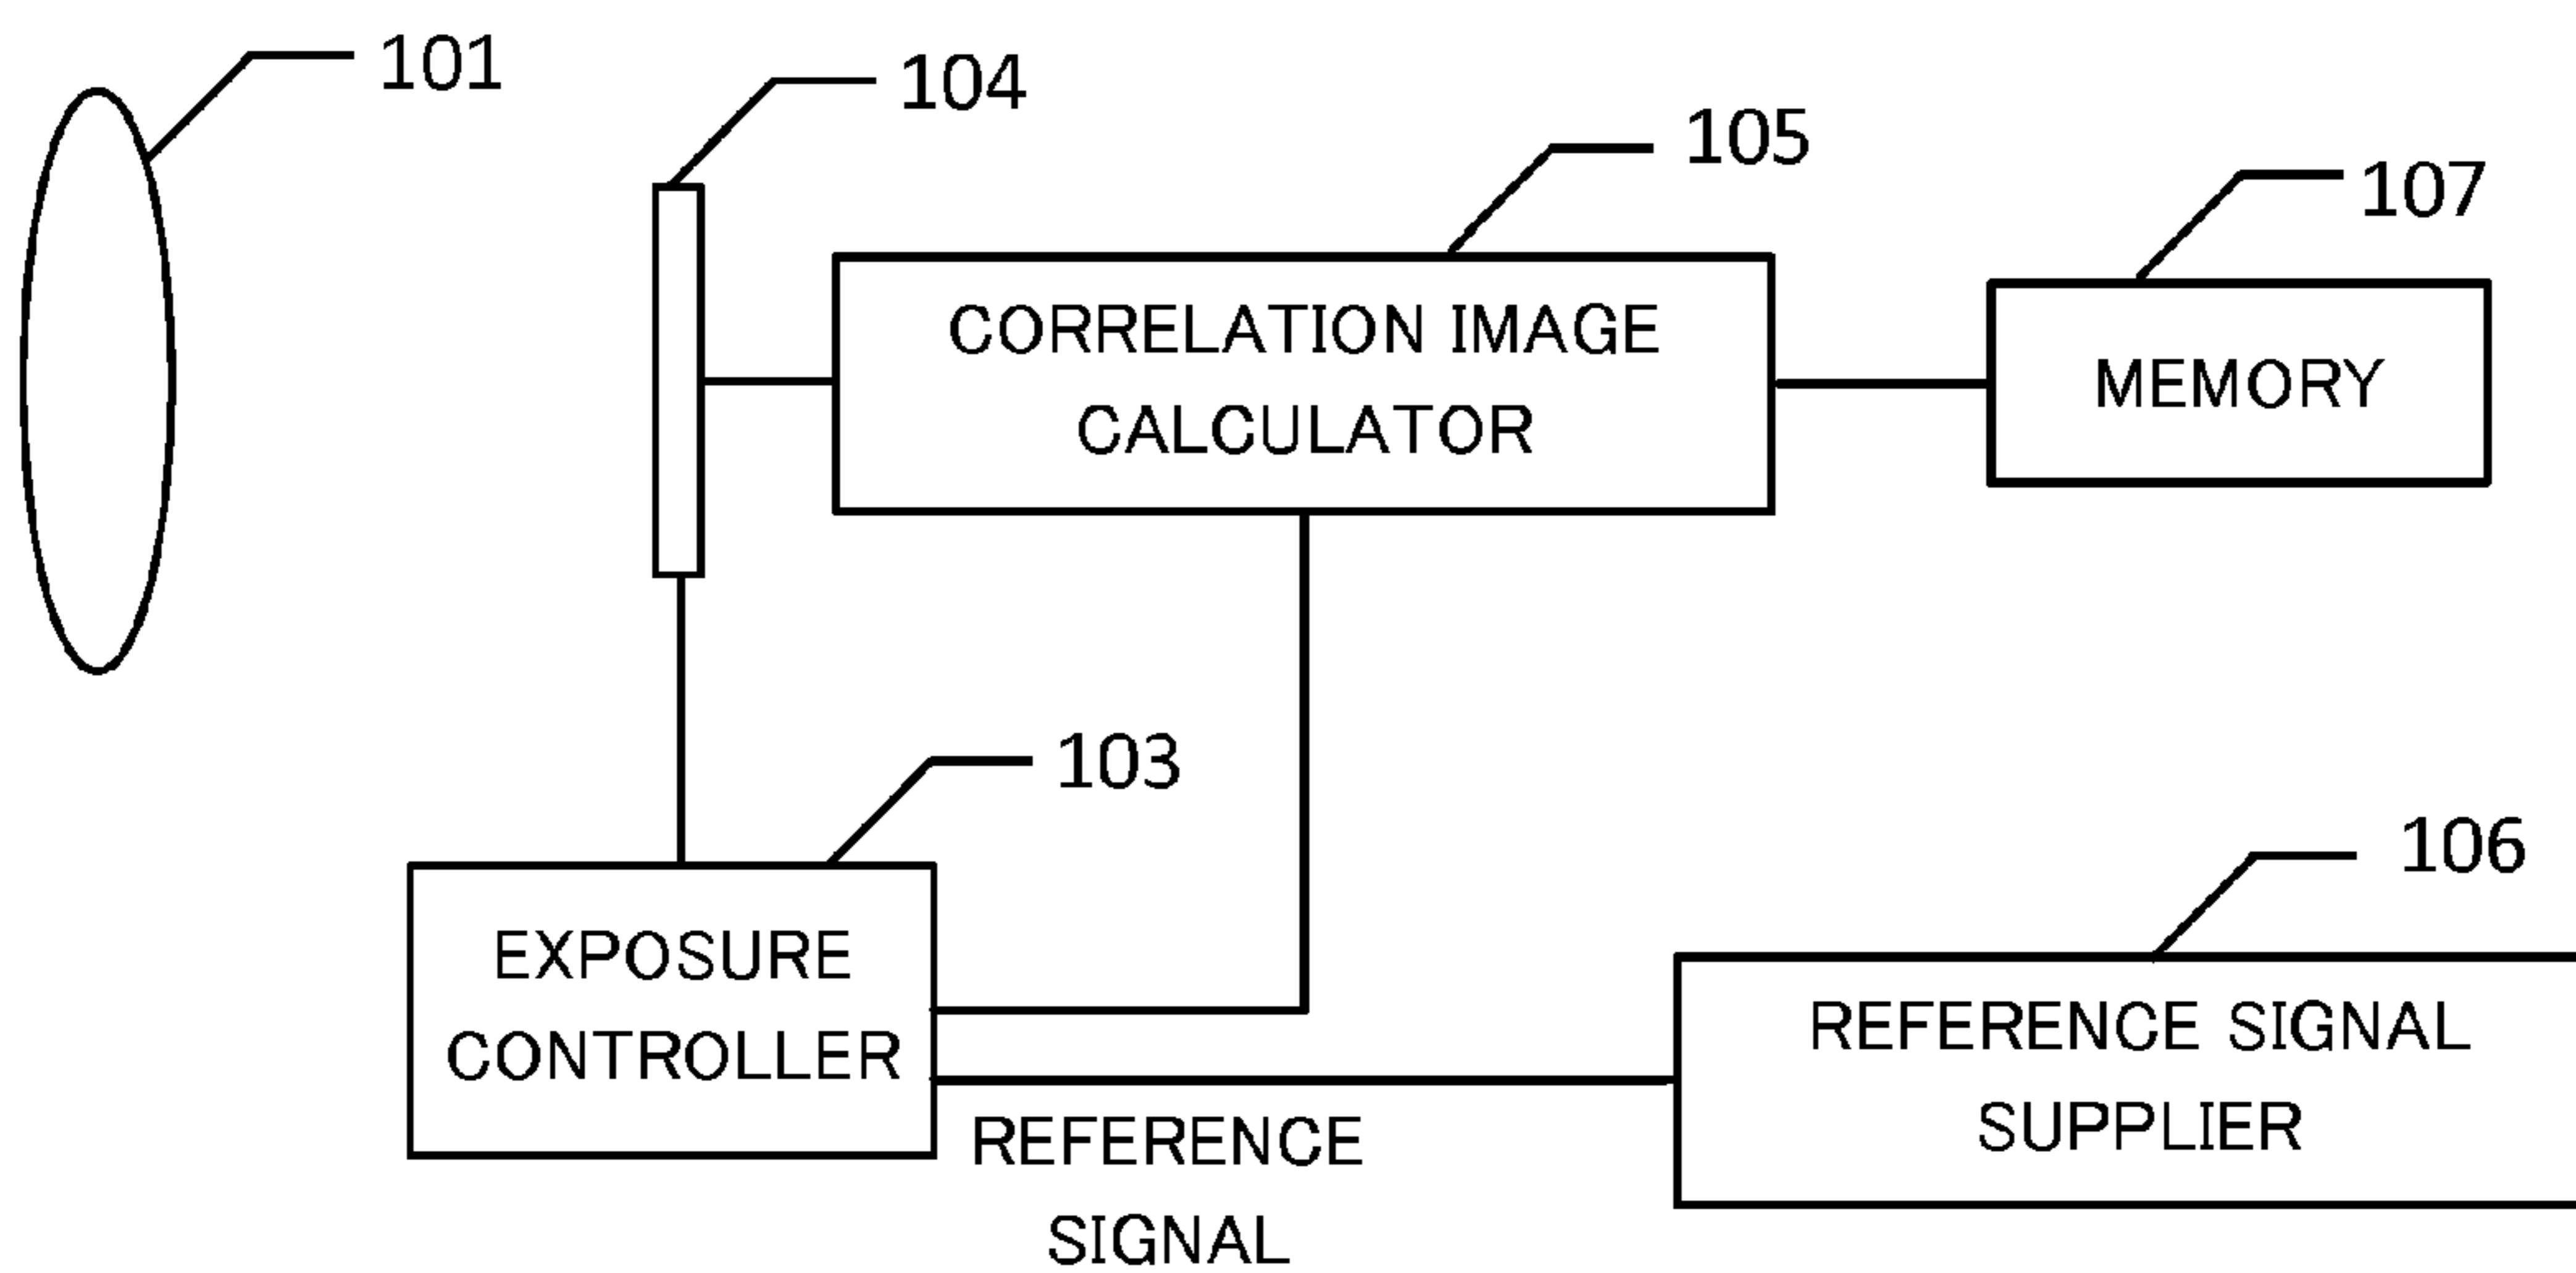 101
104
105
107
CORRELATION IMAGE
CALCULATOR
MEMORY
103
106
EXPOSURE
CONTROLLER
REFERENCE SIGNAL
SUPPLIER
REFERENCE
SIGNAL